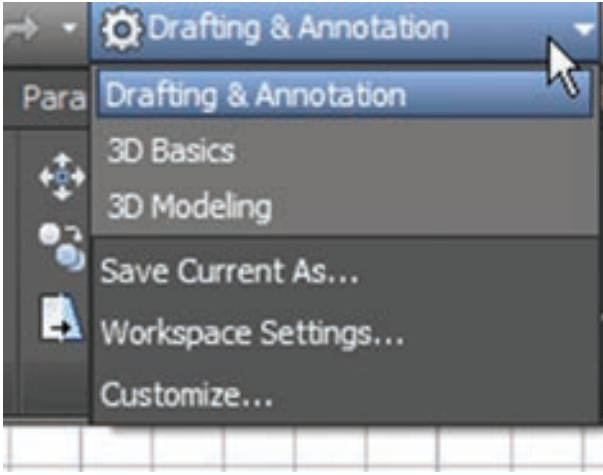 Drafting & Annotation
Para
Drafting & Annotation
3D Basics
3D Modeling
Save Current As...
Workspace Settings...
Customize...